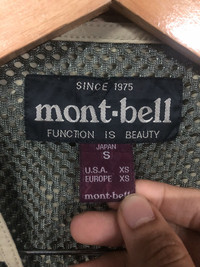 SINCE 1975
mont-bell
FUNCTION IS BEAUTY
JAPAN
S
U.S.A. XS
EUROPE XS
mont-bell